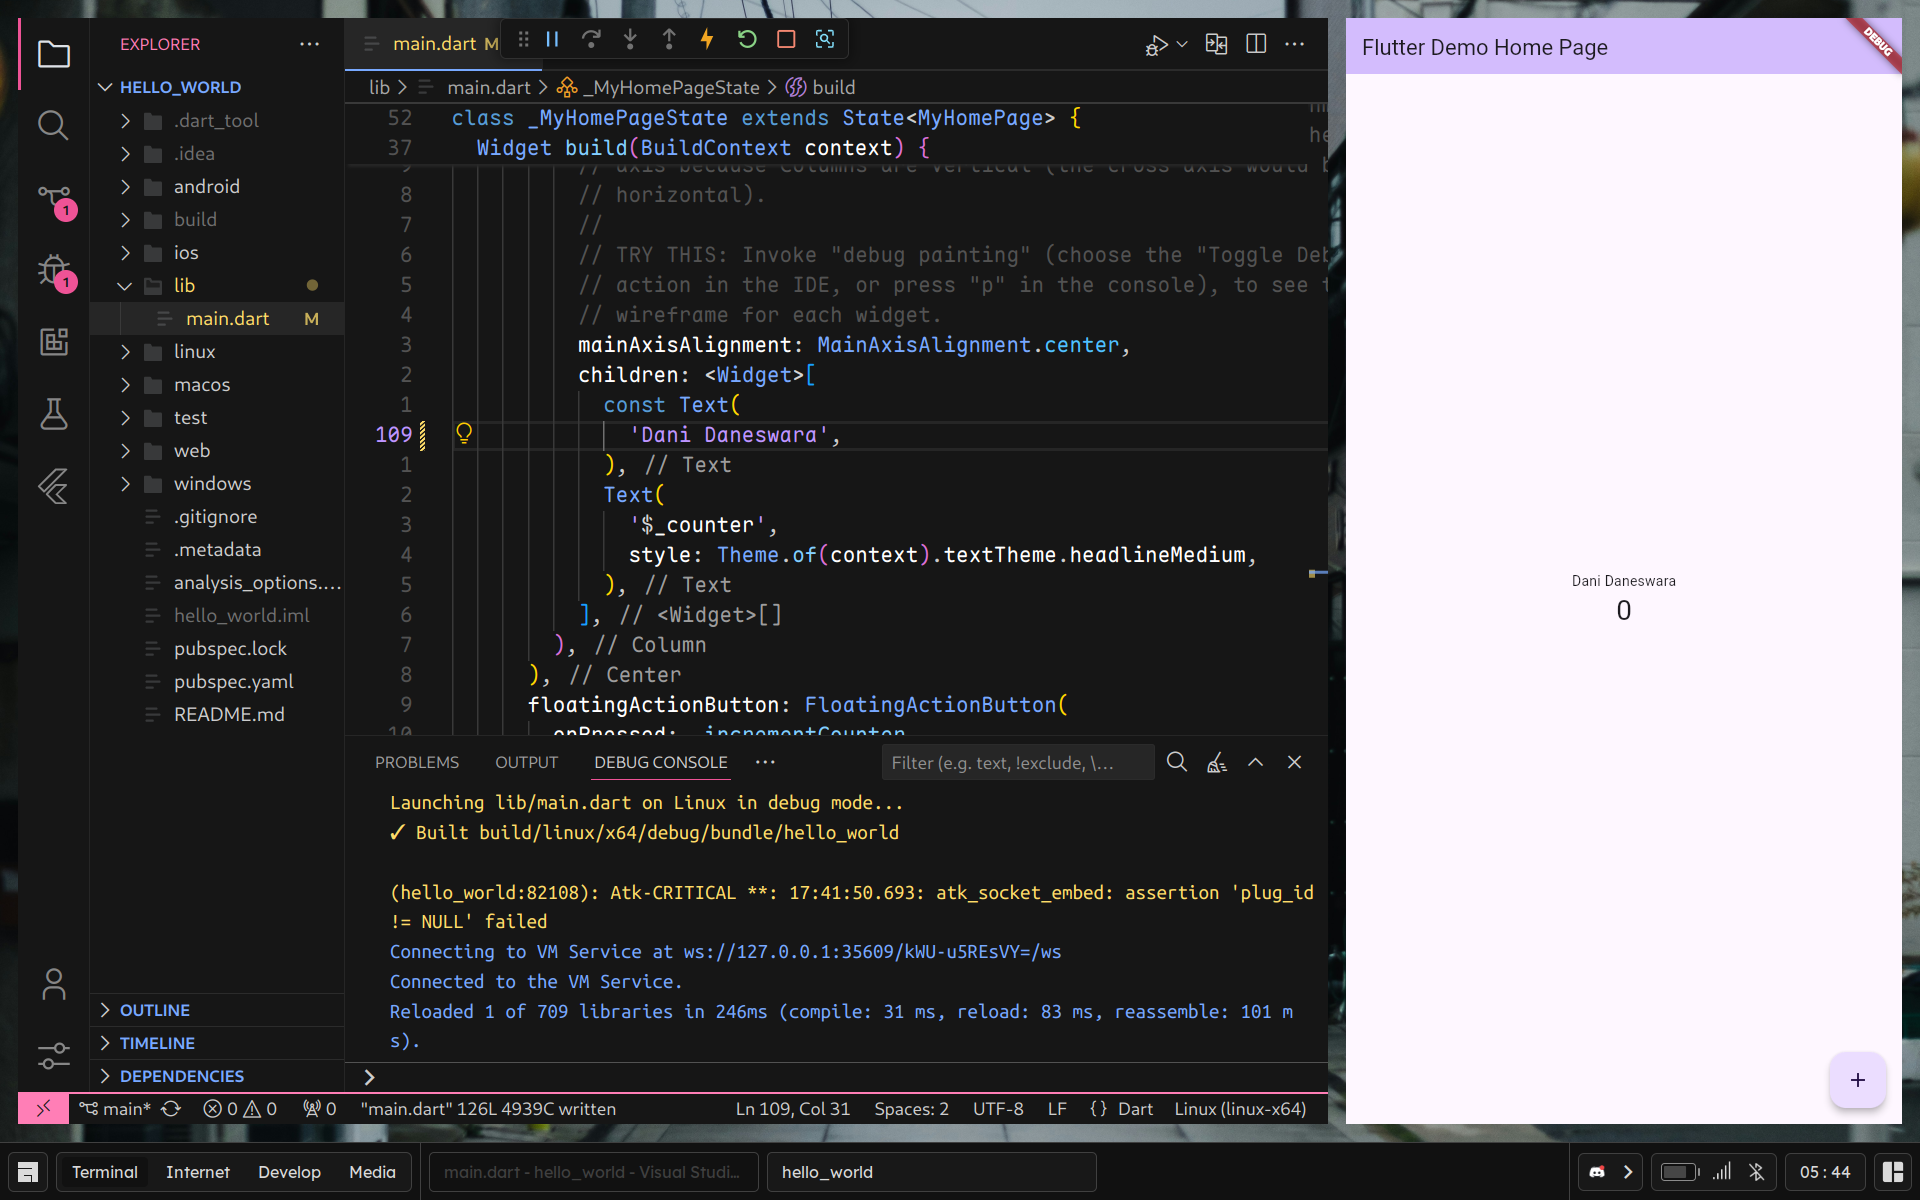 EXPLORER
HELLO_WORLD
.dart_tool
.idea
android
build
ios
lib
main.dart M
linux
macos
test
web
windows
.gitignore
.metadata
analysis_options....
hello_world.iml
pubspec.lock
pubspec.yaml
README.md
OUTLINE
TIMELINE
DEPENDENCIES
1
1
main.dart M
lib > main.dart > _MyHomePageState > build
52 class _MyHomePageState extends State<MyHomePage> {
37 Widget build(BuildContext context) {
// axis because Columns are vertical (the cross axis would b
8 // horizontal).
7 //
6 // TRY THIS: Invoke "debug painting" (choose the "Toggle Deb
5 // action in the IDE, or press "p" in the console), to see t
4 // wireframe for each widget.
3 mainAxisAlignment: MainAxisAlignment.center,
2 children: <Widget>[
1 const Text(
109 'Dani Daneswara',
1 ), // Text
2 Text(
3 '$_counter',
4 style: Theme.of(context).textTheme.headlineMedium,
5 ), // Text
6 ], // <Widget>[]
7 ), // Column
8 ), // Center
9 floatingActionButton: FloatingActionButton(
10 onPressed: _incrementCounter
PROBLEMS OUTPUT DEBUG CONSOLE
Filter (e.g. text, !exclude, \...
Launching lib/main.dart on Linux in debug mode...
✓ Built build/linux/x64/debug/bundle/hello_world
(hello_world:82108): Atk-CRITICAL **: 17:41:50.693: atk_socket_embed: assertion 'plug_id
!= NULL' failed
Connecting to VM Service at ws://127.0.0.1:35609/kWU-u5REsVY=/ws
Connected to the VM Service.
Reloaded 1 of 709 libraries in 246ms (compile: 31 ms, reload: 83 ms, reassemble: 101 m
s).
main* 0 0 0 "main.dart" 126L 4939C written Ln 109, Col 31 Spaces: 2 UTF-8 LF {} Dart Linux (linux-x64)
Flutter Demo Home Page
DEBUG
Dani Daneswara
0
+
Terminal Internet Develop Media main.dart - hello_world - Visual Studi... hello_world 05:44